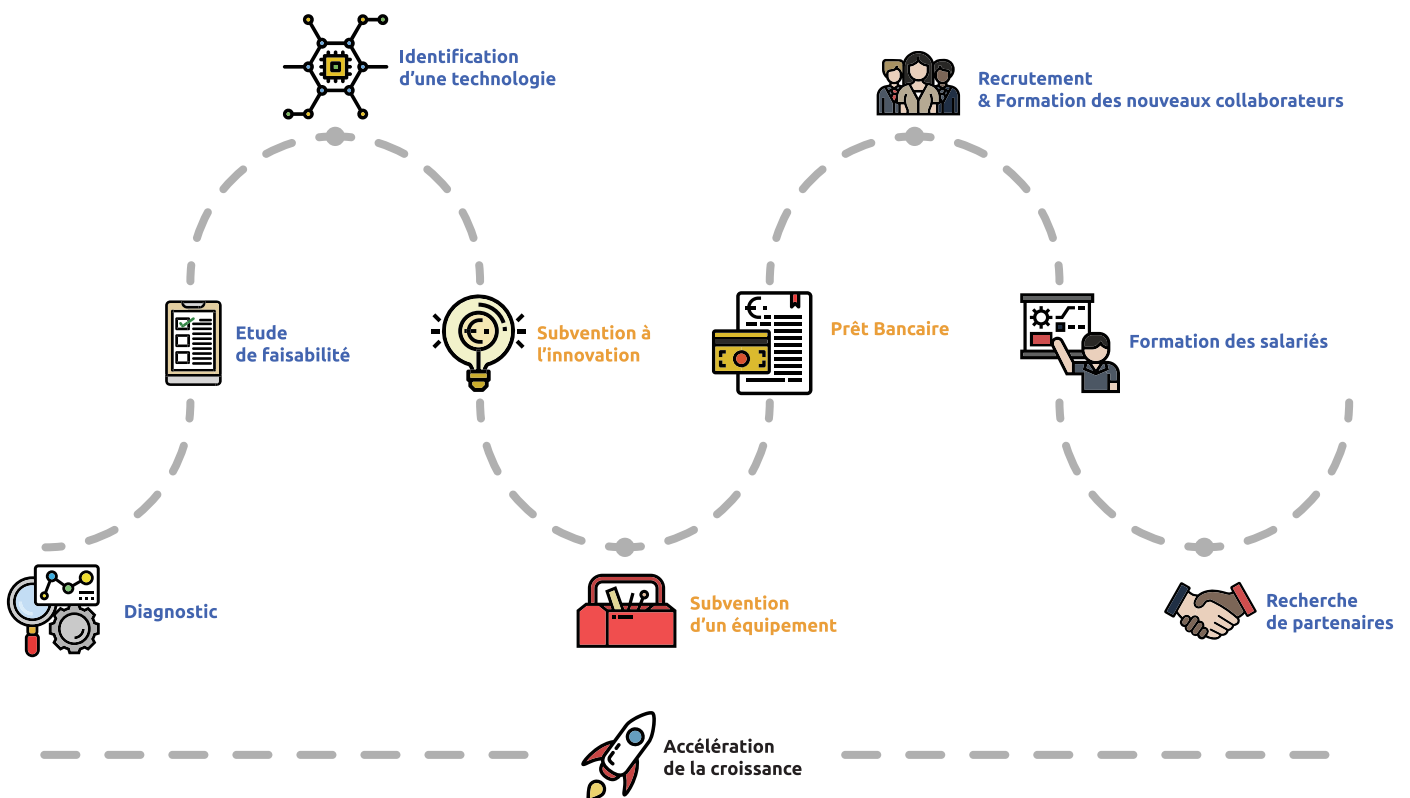 Identification
d'une technologie
Recrutement
& Formation des nouveaux collaborateurs
Etude
de faisabilité
Subvention à
l'innovation
Prêt Bancaire
Formation des salariés
Diagnostic
Subvention
d'un équipement
Recherche
de partenaires
Accélération
de la croissance